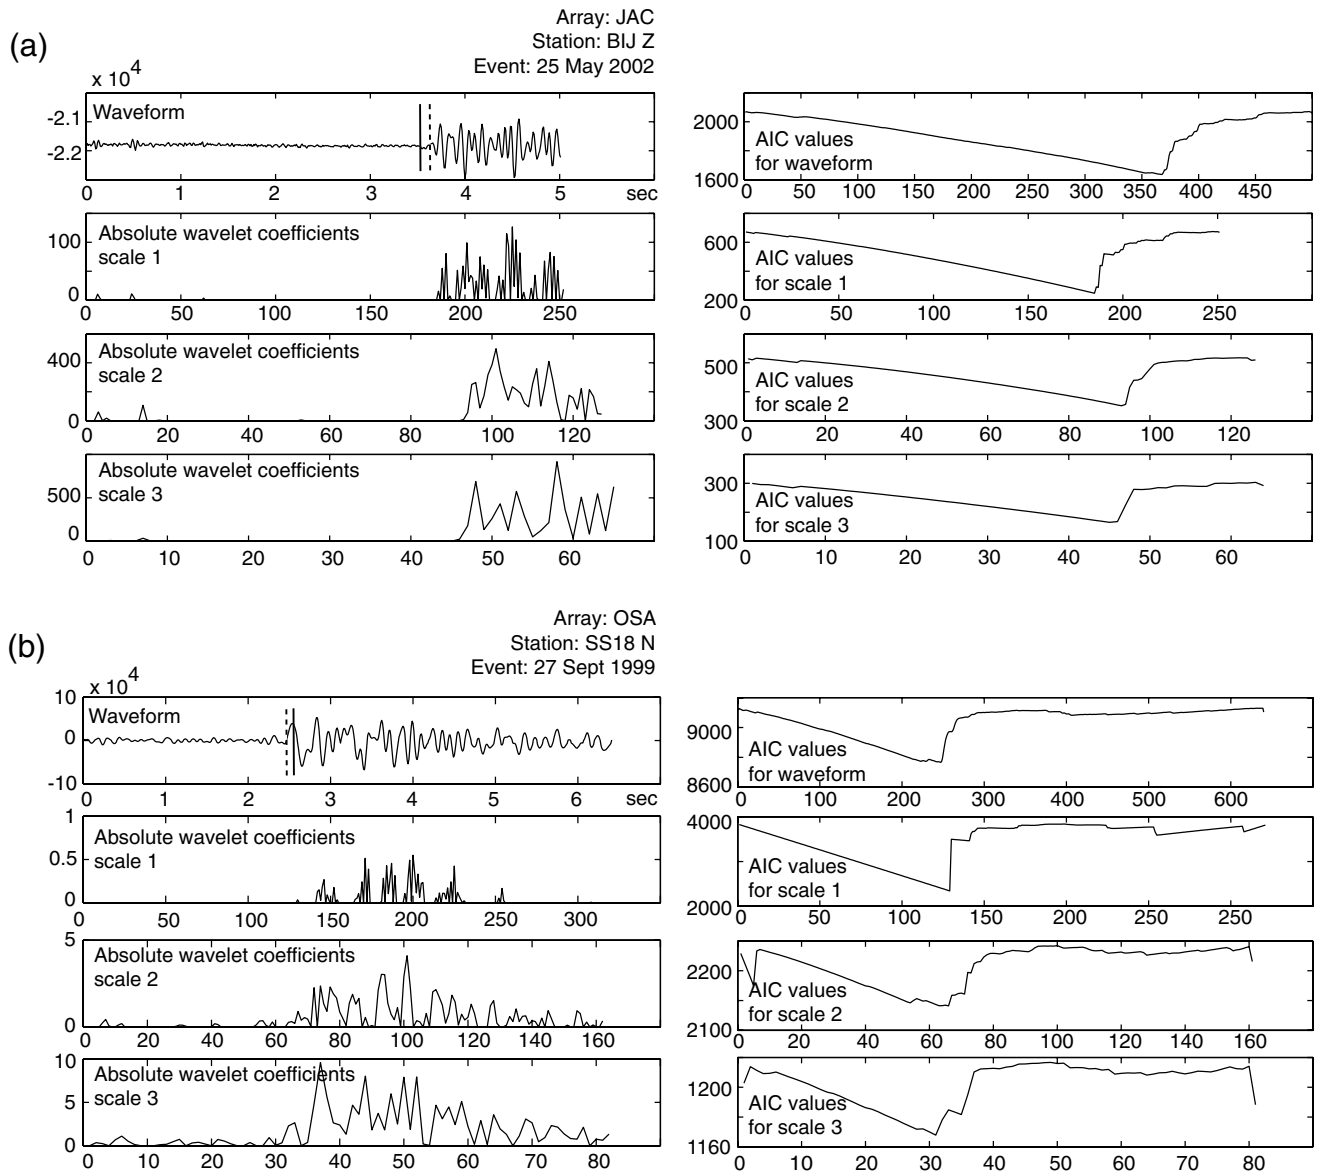 (a)
Array: JAC
Station: BIJ Z
Event: 25 May 2002
x 10^4
Waveform
-2.1
-2.2
0 1 2 3 4 5 sec
AIC values
for waveform
2000
1600
0 50 100 150 200 250 300 350 400 450
Absolute wavelet coefficients
scale 1
100
0
0 50 100 150 200 250
AIC values
for scale 1
600
200
0 50 100 150 200 250
Absolute wavelet coefficients
scale 2
400
0
0 20 40 60 80 100 120
AIC values
for scale 2
500
300
0 20 40 60 80 100 120
Absolute wavelet coefficients
scale 3
500
0
0 10 20 30 40 50 60
AIC values
for scale 3
300
100
0 10 20 30 40 50 60
(b)
Array: OSA
Station: SS18 N
Event: 27 Sept 1999
x 10^4
Waveform
10
0
-10
0 1 2 3 4 5 6 sec
AIC values
for waveform
9000
8600
0 100 200 300 400 500 600
Absolute wavelet coefficients
scale 1
1
0.5
0
0 50 100 150 200 250 300
AIC values
for scale 1
4000
2000
0 50 100 150 200 250
Absolute wavelet coefficients
scale 2
5
0
0 20 40 60 80 100 120 140 160
AIC values
for scale 2
2200
2100
0 20 40 60 80 100 120 140 160
Absolute wavelet coefficients
scale 3
10
5
0
0 10 20 30 40 50 60 70 80
AIC values
for scale 3
1200
1160
0 10 20 30 40 50 60 70 80